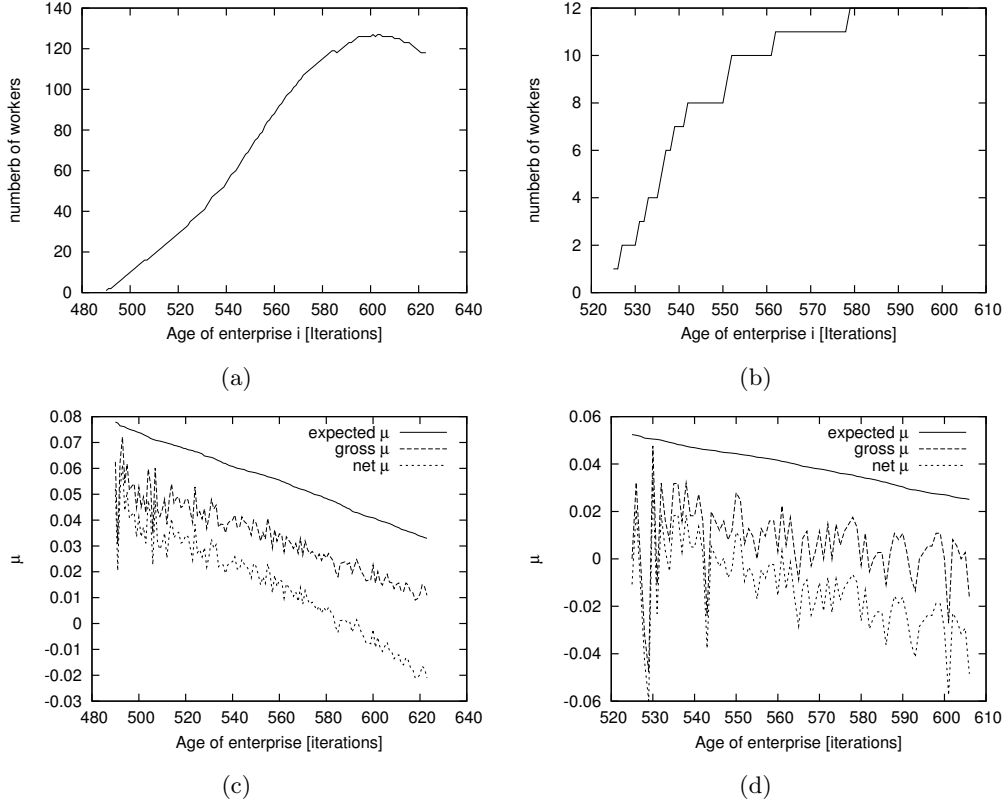 140
120
100
80
60
40
20
0
480 500 520 540 560 580 600 620 640
numberb of workers
Age of enterprise i [Iterations]
(a)
12
10
8
6
4
2
0
520 530 540 550 560 570 580 590 600 610
numberb of workers
Age of enterprise i [Iterations]
(b)
0.08
0.07
0.06
0.05
0.04
0.03
0.02
0.01
0
-0.01
-0.02
-0.03
480 500 520 540 560 580 600 620 640
μ
Age of enterprise [iterations]
expected μ
gross μ
net μ
(c)
0.06
0.04
0.02
0
-0.02
-0.04
-0.06
520 530 540 550 560 570 580 590 600 610
μ
Age of enterprise [iterations]
expected μ
gross μ
net μ
(d)